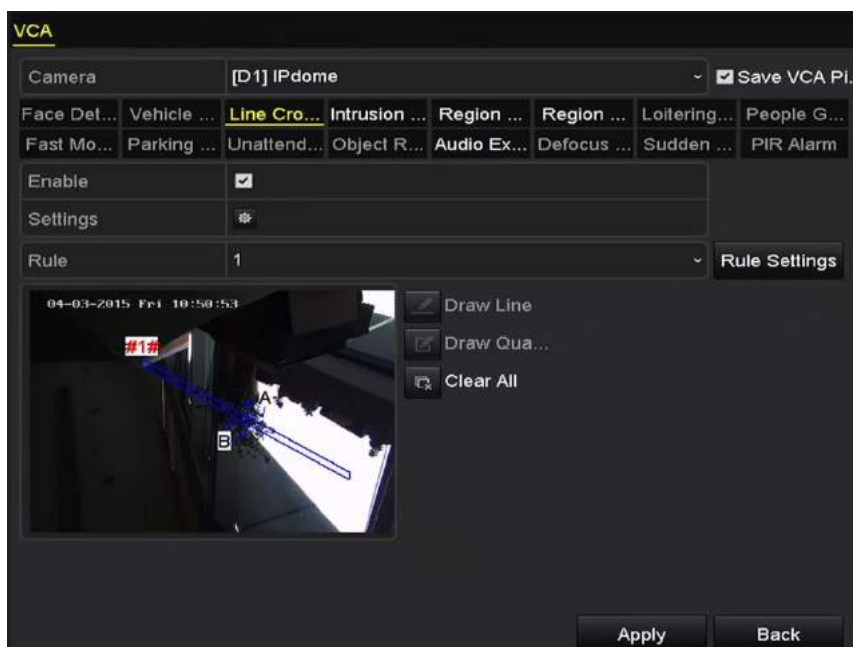 VCA
Camera [D1] IPdome Save VCA Pi.
Face Det... Vehicle ... Line Cro... Intrusion ... Region ... Region ... Loitering... People G...
Fast Mo... Parking ... Unattend... Object R... Audio Ex... Defocus ... Sudden ... PIR Alarm
Enable
Settings
Rule 1 Rule Settings
04-03-2015 Fri 10:50:53
#1#
A
B
Draw Line
Draw Qua...
Clear All
Apply Back